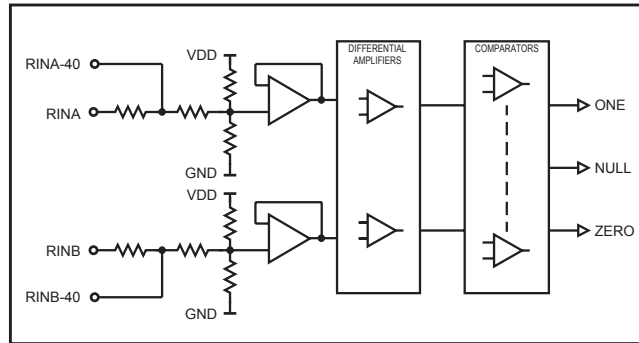 DIFFERENTIAL
AMPLIFIERS
COMPARATORS
VDD
RINA-40
RINA
GND
VDD
RINB
RINB-40
GND
ONE
NULL
ZERO